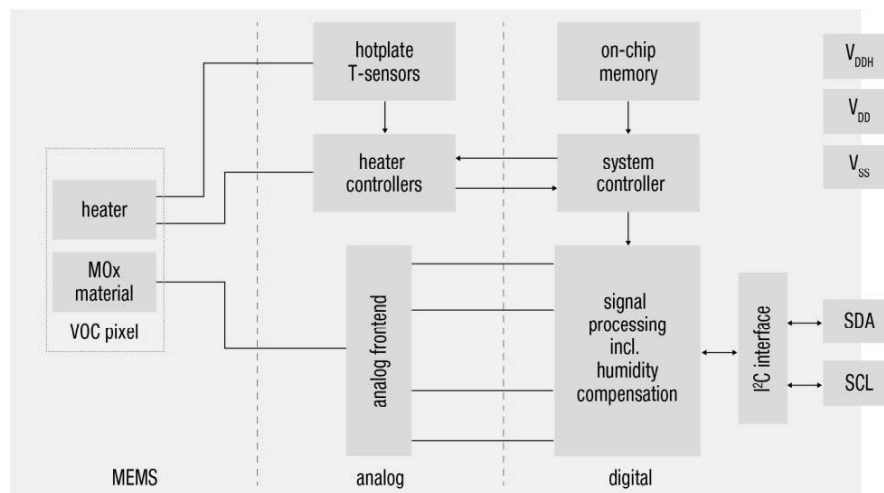 hotplate
T-sensors
on-chip
memory
V_DDH
V_DD
V_SS
heater
controllers
system
controller
heater
MOx
material
VOC pixel
analog frontend
signal
processing
incl.
humidity
compensation
I²C interface
SDA
SCL
MEMS
analog
digital